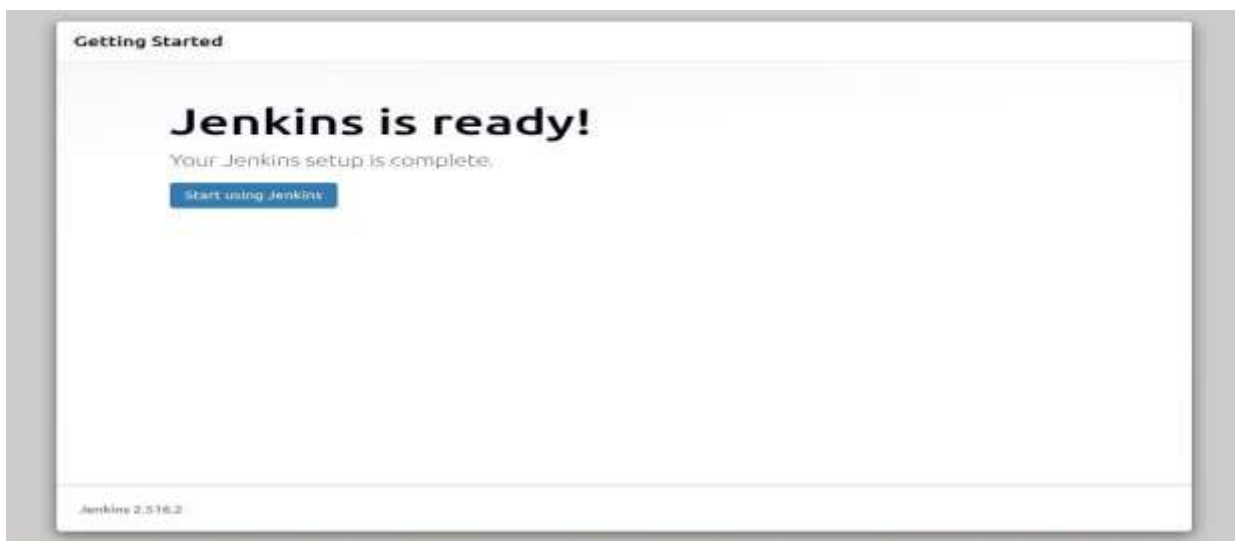 Getting Started
Jenkins is ready!
Your Jenkins setup is complete.
Start using Jenkins
Jenkins 2.516.2